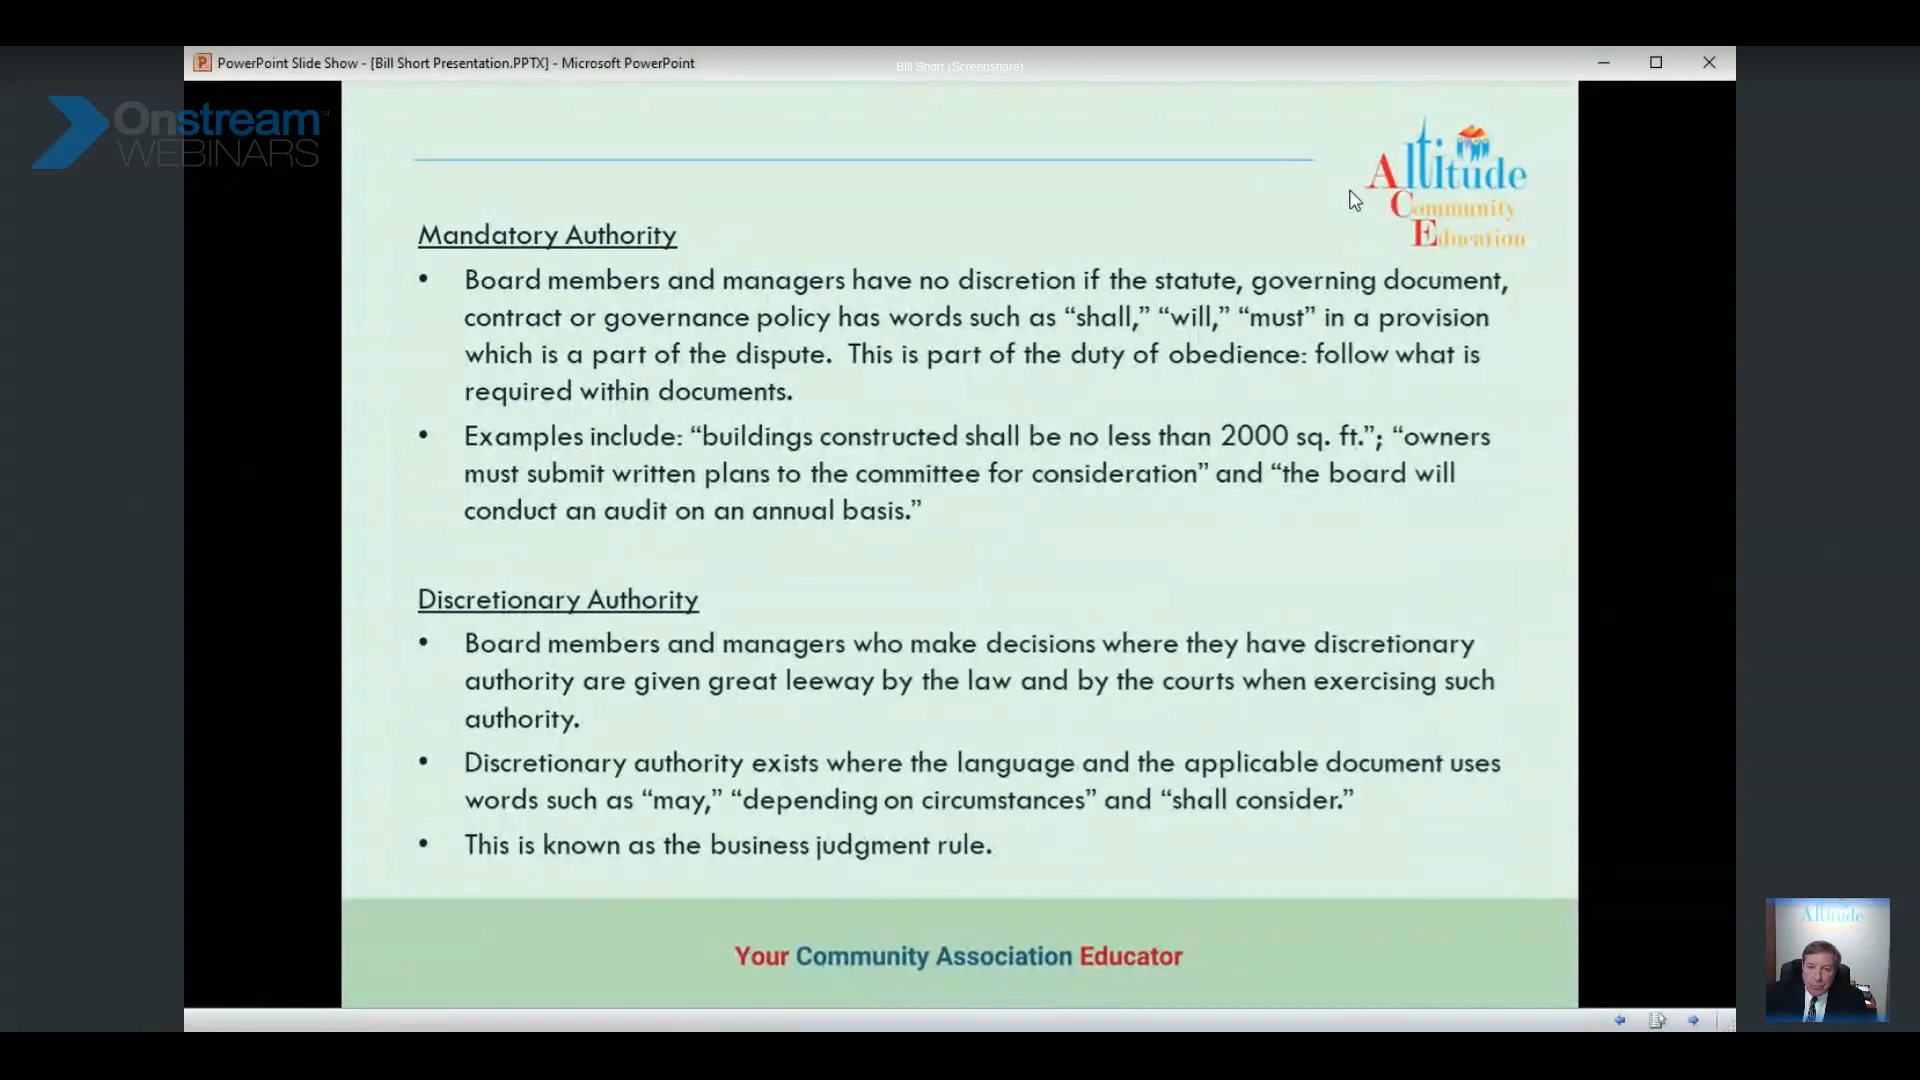 PowerPoint Slide Show - [Bill Short Presentation.PPTX] - Microsoft PowerPoint
Bill Short (Screenshare)
Onstream™
WEBINARS
Altitude
Community
Education
Mandatory Authority
• Board members and managers have no discretion if the statute, governing document,
contract or governance policy has words such as “shall,” “will,” “must” in a provision
which is a part of the dispute.  This is part of the duty of obedience: follow what is
required within documents.
• Examples include: “buildings constructed shall be no less than 2000 sq. ft.”; “owners
must submit written plans to the committee for consideration” and “the board will
conduct an audit on an annual basis.”
Discretionary Authority
• Board members and managers who make decisions where they have discretionary
authority are given great leeway by the law and by the courts when exercising such
authority.
• Discretionary authority exists where the language and the applicable document uses
words such as “may,” “depending on circumstances” and “shall consider.”
• This is known as the business judgment rule.
Your Community Association Educator
Altitude